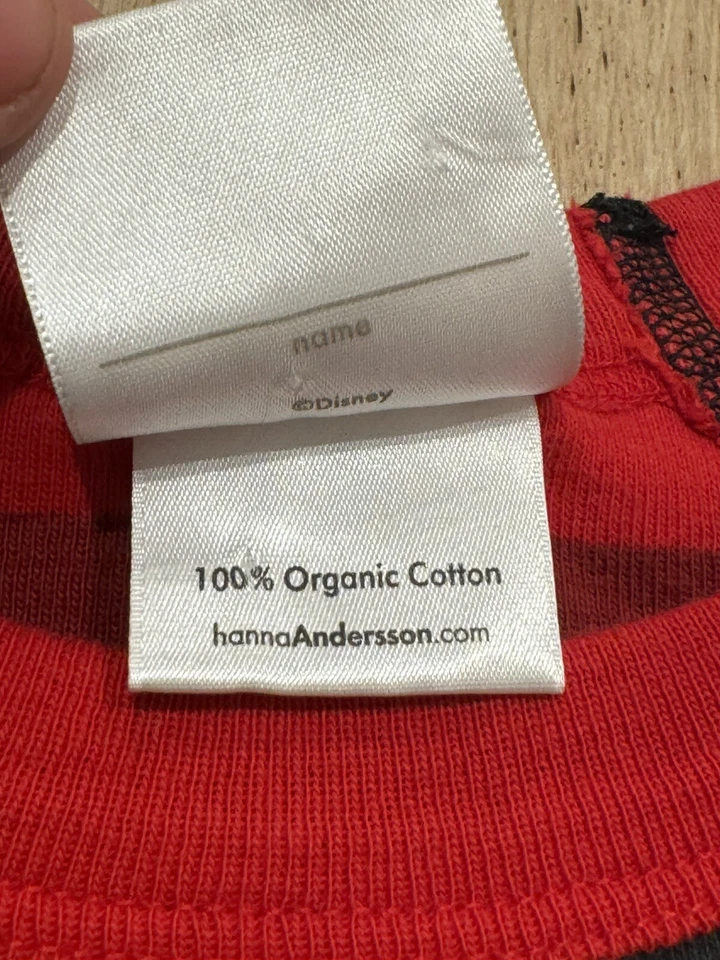 name
©Disney
100% Organic Cotton
hannaAndersson.com